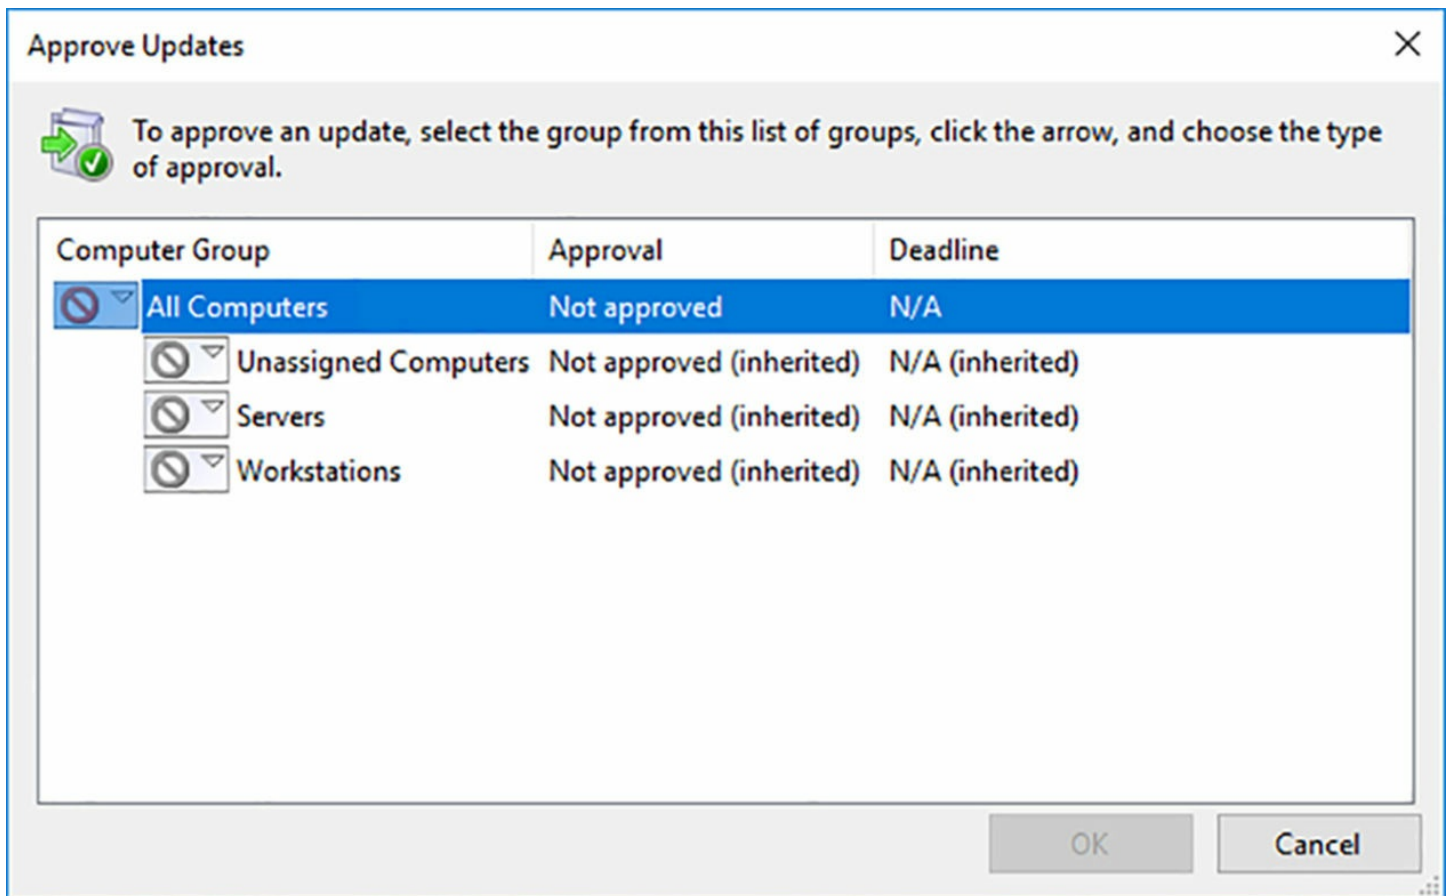 Approve Updates
To approve an update, select the group from this list of groups, click the arrow, and choose the type
of approval.
Computer Group Approval Deadline
All Computers Not approved N/A
Unassigned Computers Not approved (inherited) N/A (inherited)
Servers Not approved (inherited) N/A (inherited)
Workstations Not approved (inherited) N/A (inherited)
OK Cancel